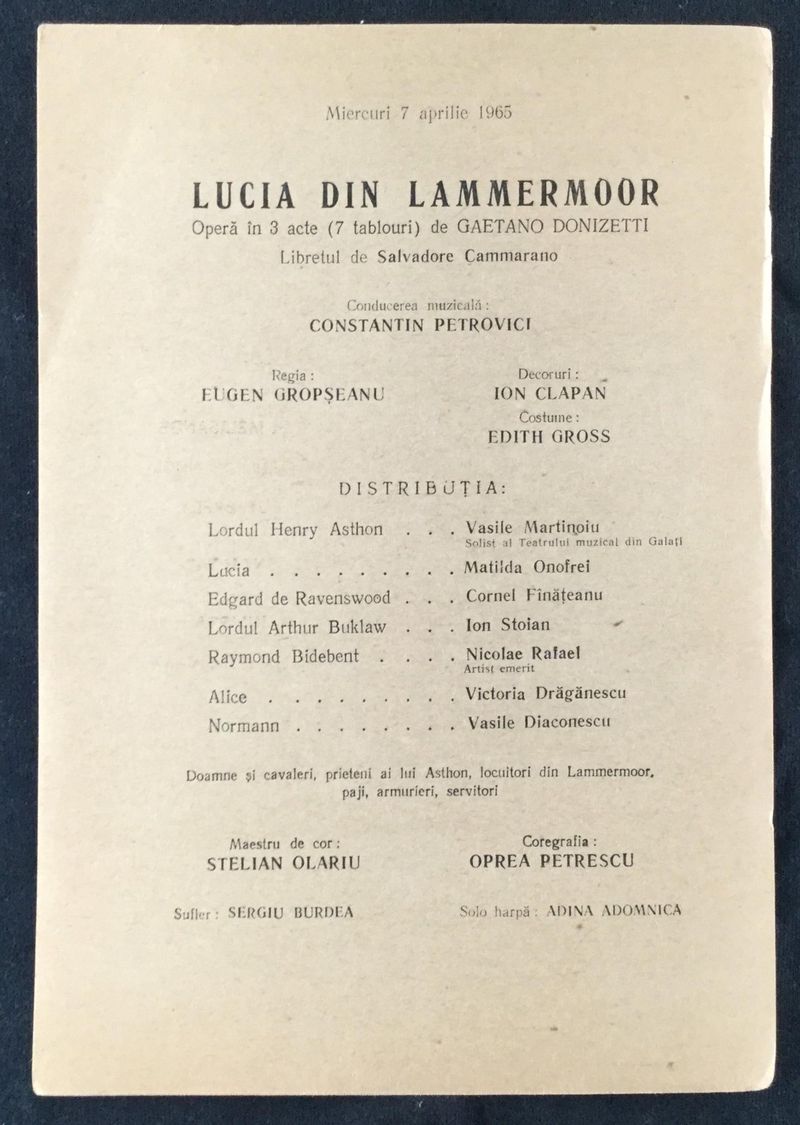 Miercuri 7 aprilie 1965
LUCIA DIN LAMMERMOOR
Operă în 3 acte (7 tablouri) de GAETANO DONIZETTI
Libretul de Salvadore Cammarano
Conducerea muzicală :
CONSTANTIN PETROVICI
Regia :
EUGEN GROPȘEANU
Decoruri :
ION CLAPAN
Costume :
EDITH GROSS
DISTRIBUȚIA:
Lordul Henry Asthon . . . Vasile Martinoiu
Solist al Teatrului muzical din Galați
Lucia . . . . . . . . . Matilda Onofrei
Edgard de Ravenswood . . . Cornel Fînățeanu
Lordul Arthur Buklaw . . . Ion Stoian
Raymond Bidebent . . . . Nicolae Rafael
Artist emerit
Alice . . . . . . . . . Victoria Drăgănescu
Normann . . . . . . . . Vasile Diaconescu
Doamne și cavaleri, prieteni ai lui Asthon, locuitori din Lammermoor,
paji, armurieri, servitori
Maestru de cor :
STELIAN OLARIU
Coregrafia :
OPREA PETRESCU
Sufler : SERGIU BURDEA
Solo harpă : ADINA ADOMNICA